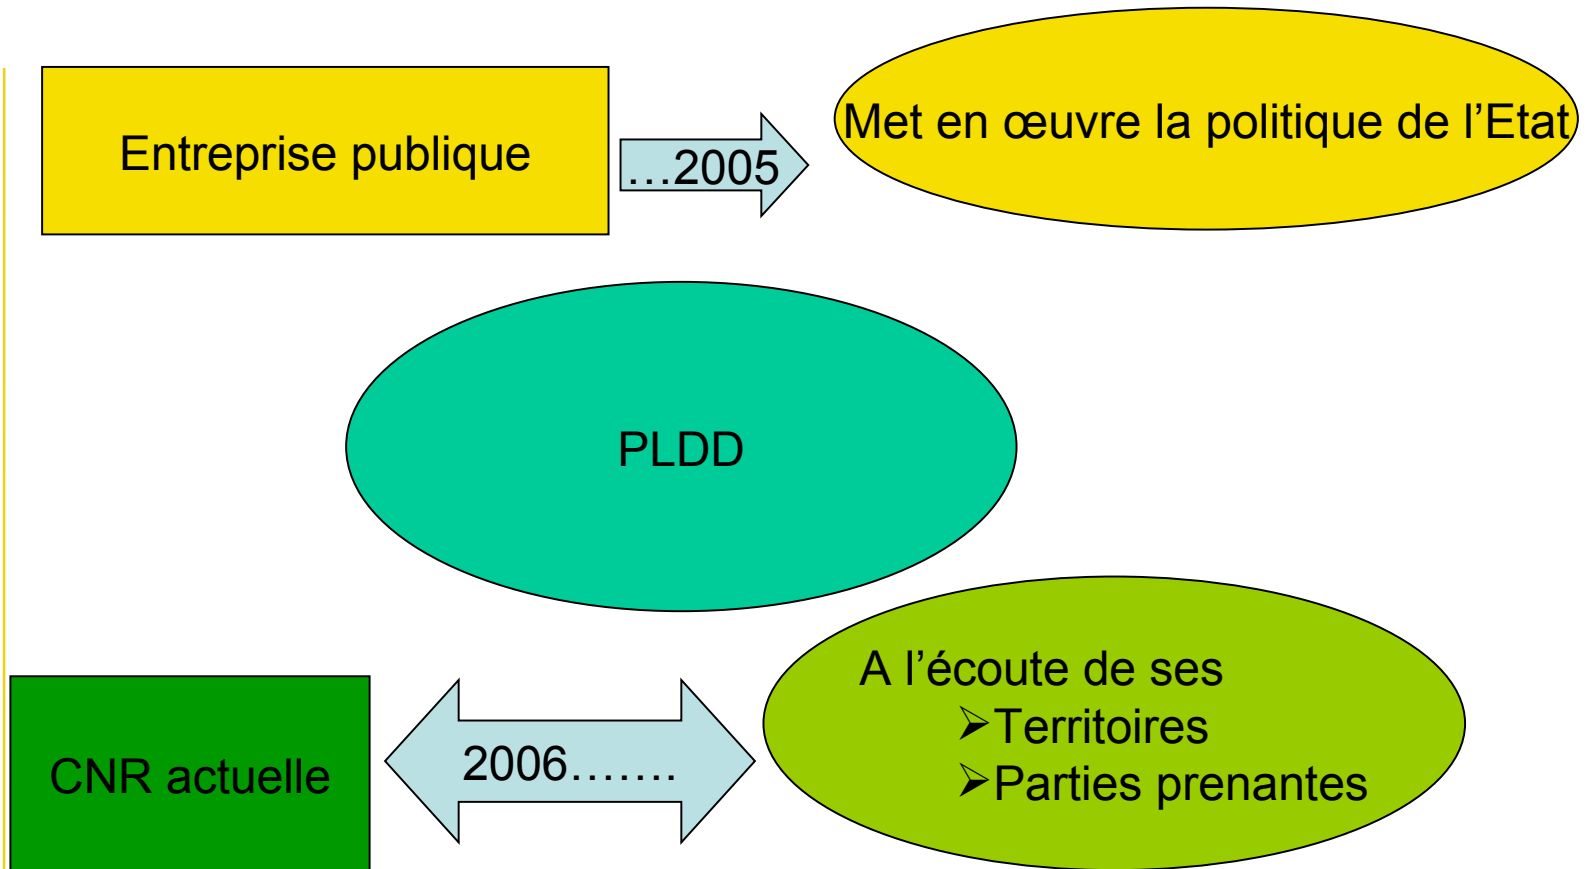 Entreprise publique
…2005
Met en œuvre la politique de l’Etat
PLDD
CNR actuelle
2006…….
A l’écoute de ses
➢Territoires
➢Parties prenantes